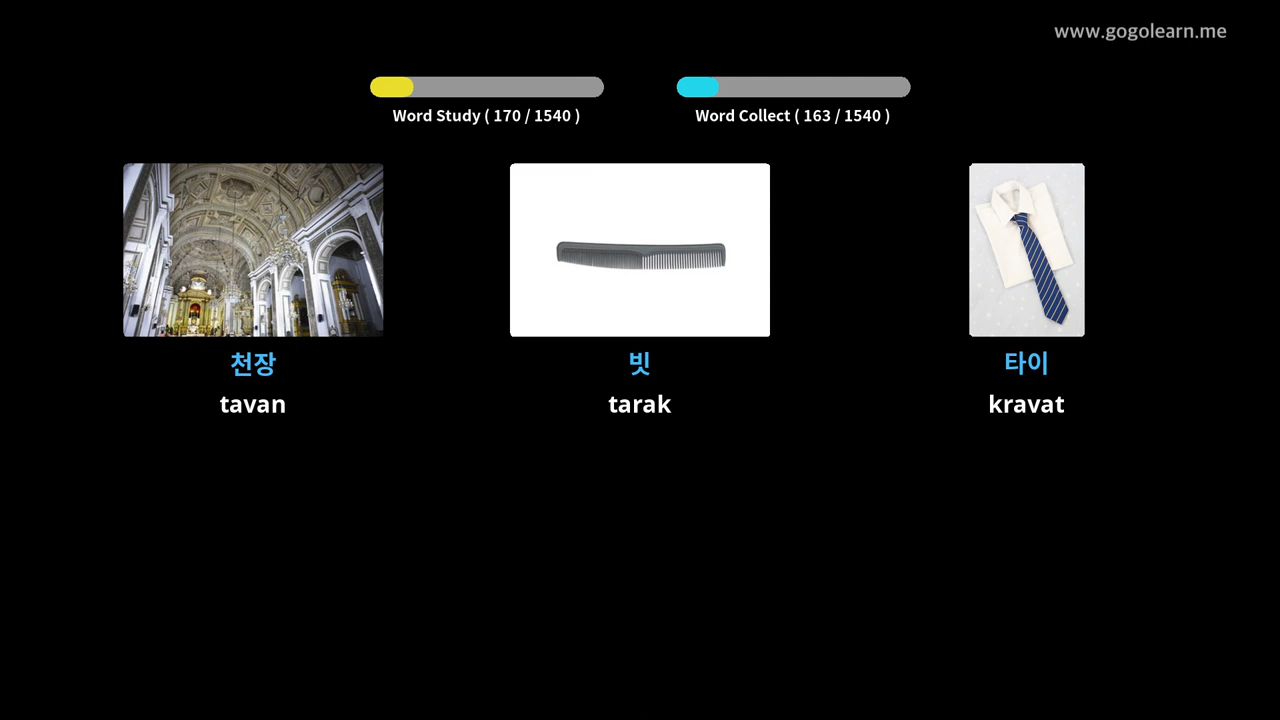 www.gogolearn.me
Word Study ( 170 / 1540 )
Word Collect ( 163 / 1540 )
천장
tavan
빗
tarak
타이
kravat